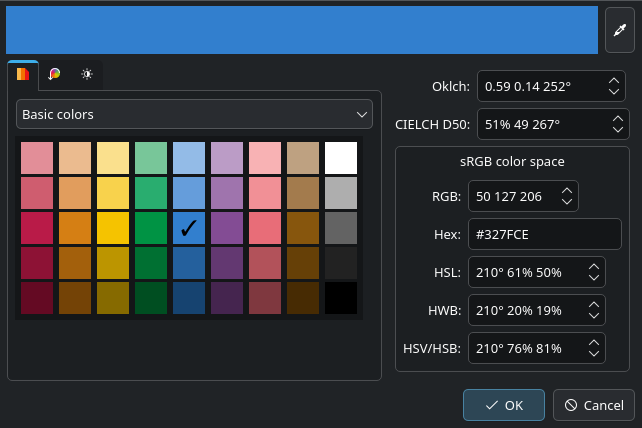 Basic colors
Oklch: 0.59 0.14 252°
CIELCH D50: 51% 49 267°
sRGB color space
RGB: 50 127 206
Hex: #327FCE
HSL: 210° 61% 50%
HWB: 210° 20% 19%
HSV/HSB: 210° 76% 81%
OK Cancel